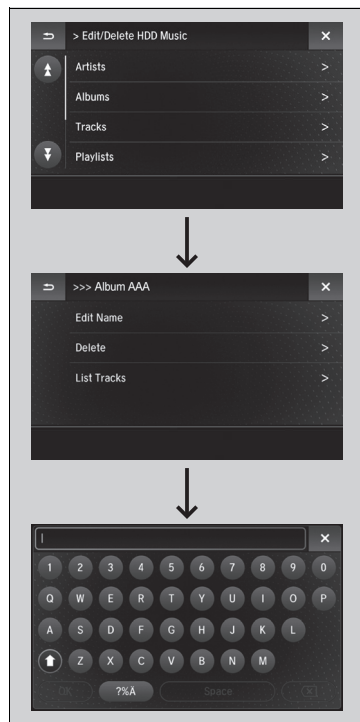 > Edit/Delete HDD Music
Artists >
Albums >
Tracks >
Playlists >
>>> Album AAA
Edit Name >
Delete >
List Tracks >
1 2 3 4 5 6 7 8 9 0
Q W E R T Y U I O P
A S D F G H J K L
Z X C V B N M
OK ?%Ä Space